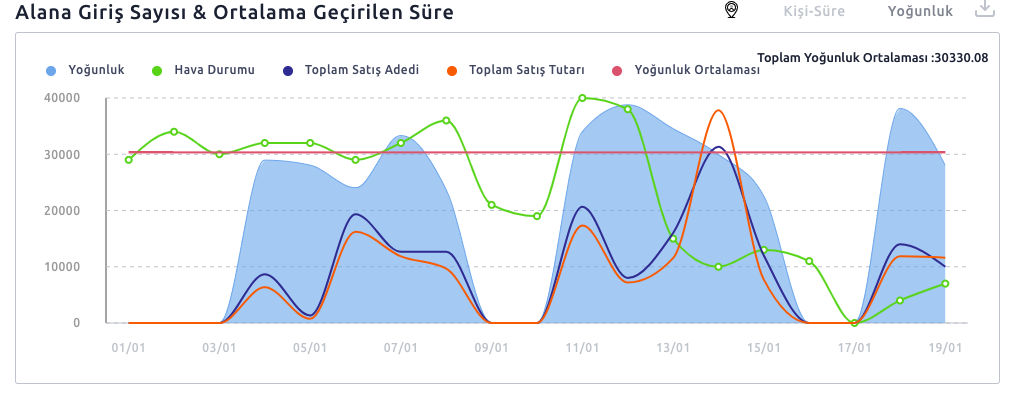 Alana Giriş Sayısı & Ortalama Geçirilen Süre
Kişi-Süre
Yoğunluk
Toplam Yoğunluk Ortalaması :30330.08
Yoğunluk
Hava Durumu
Toplam Satış Adedi
Toplam Satış Tutarı
Yoğunluk Ortalaması
40000
30000
20000
10000
0
01/01
03/01
05/01
07/01
09/01
11/01
13/01
15/01
17/01
19/01